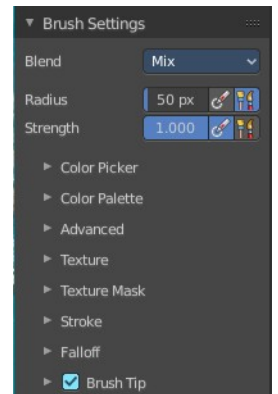 Brush Settings
Blend Mix
Radius 50 px
Strength 1.000
Color Picker
Color Palette
Advanced
Texture
Texture Mask
Stroke
Falloff
Brush Tip